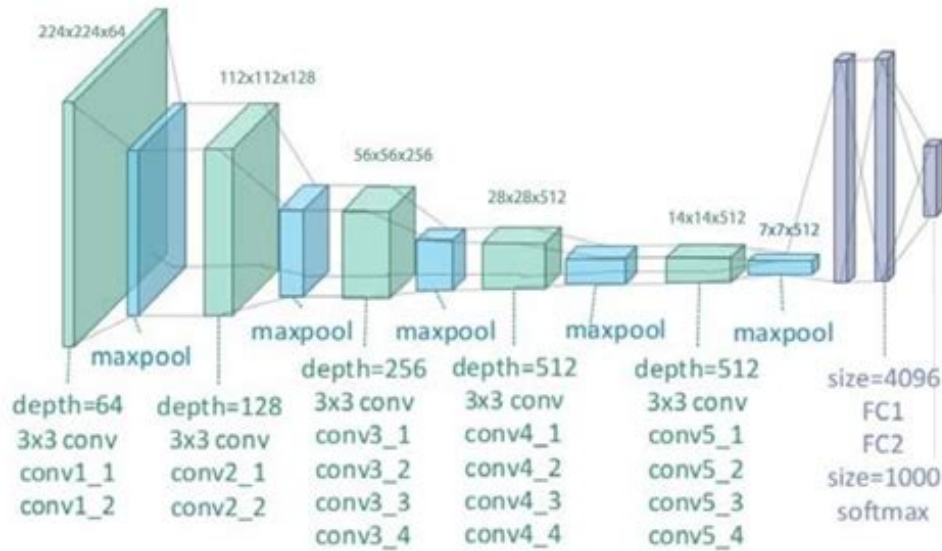 224x224x64
112x112x128
56x56x256
28x28x512
14x14x512
7x7x512
maxpool
maxpool
maxpool
maxpool
maxpool
depth=64
3x3 conv
conv1_1
conv1_2
depth=128
3x3 conv
conv2_1
conv2_2
depth=256
3x3 conv
conv3_1
conv3_2
conv3_3
conv3_4
depth=512
3x3 conv
conv4_1
conv4_2
conv4_3
conv4_4
depth=512
3x3 conv
conv5_1
conv5_2
conv5_3
conv5_4
size=4096
FC1
FC2
size=1000
softmax